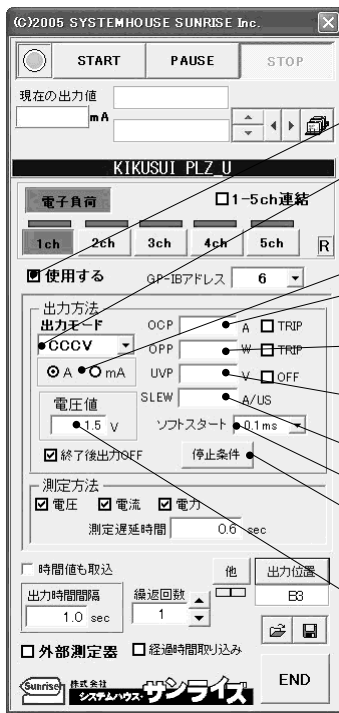 (C)2005 SYSTEMHOUSE SUNRISE Inc.
START PAUSE STOP
現在の出力値
mA
KIKUSUI PLZ_U
電子負荷 1-5ch連結
1ch 2ch 3ch 4ch 5ch R
使用する GP-IBアドレス 6
出力方法
出力モード OCP A TRIP
CCCV OPP W TRIP
A mA UVP V OFF
電圧値 SLEW A/US
1.5 V ソフトスタート 0.1ms
終了後出力OFF 停止条件
測定方法
電圧 電流 電力
測定遅延時間 0.6 sec
時間値も取込 他 出力位置
出力時間間隔 繰返回数 B3
1.0 sec 1
外部測定器 経過時間取り込み
Sunrise 株式会社 システムハウス・サンライズ END